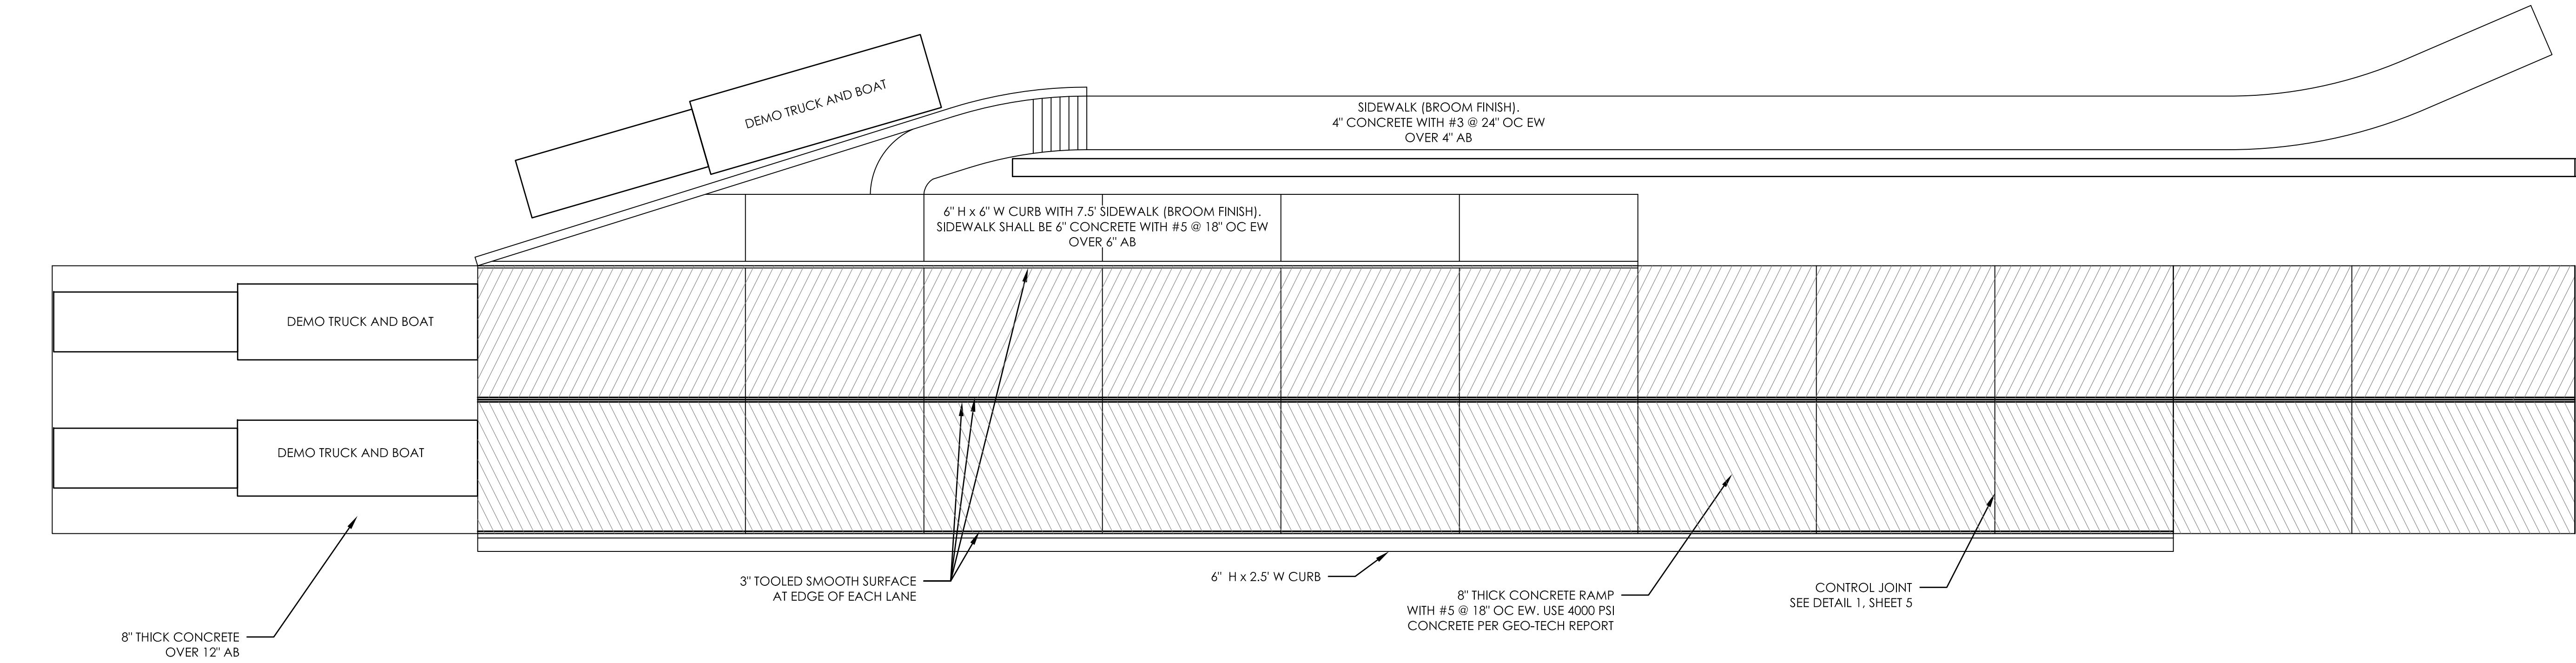 DEMO TRUCK AND BOAT
SIDEWALK (BROOM FINISH).
4" CONCRETE WITH #3 @ 24" OC EW
OVER 4" AB
6" H x 6" W CURB WITH 7.5' SIDEWALK (BROOM FINISH).
SIDEWALK SHALL BE 6" CONCRETE WITH #5 @ 18" OC EW
OVER 6" AB
DEMO TRUCK AND BOAT
DEMO TRUCK AND BOAT
3" TOOLED SMOOTH SURFACE
AT EDGE OF EACH LANE
6" H x 2.5' W CURB
8" THICK CONCRETE RAMP
WITH #5 @ 18" OC EW. USE 4000 PSI
CONCRETE PER GEO-TECH REPORT
CONTROL JOINT
SEE DETAIL 1, SHEET 5
8" THICK CONCRETE
OVER 12" AB